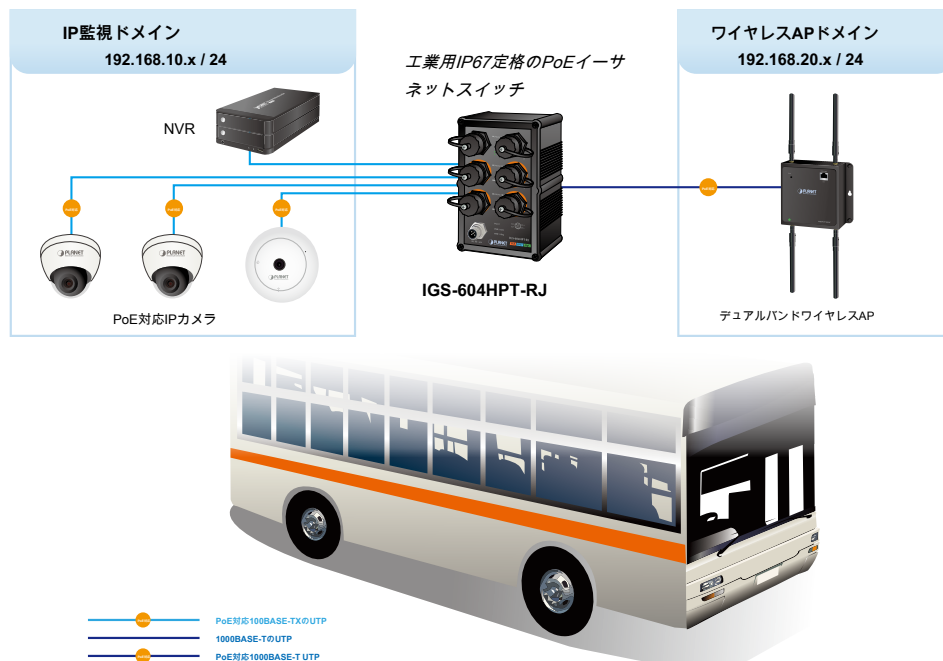 IP監視ドメイン
192.168.10.x / 24
NVR
PoE対応IPカメラ
工業用IP67定格のPoEイーサ
ネットスイッチ
IGS-604HPT-RJ
ワイヤレスAPドメイン
192.168.20.x / 24
デュアルバンドワイヤレスAP
PLANET
PLANET
PLANET
PLANET
PLANET
PoE対応100BASE-TXのUTP
1000BASE-TのUTP
PoE対応1000BASE-T UTP